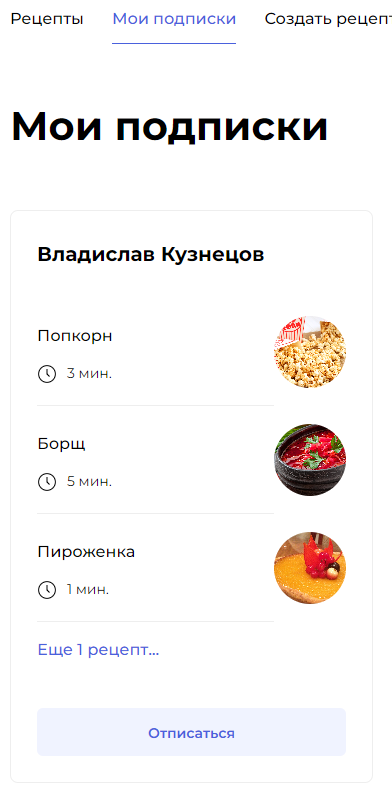 Рецепты Мои подписки Создать рецепт
Мои подписки
Владислав Кузнецов
Попкорн
3 мин.
Борщ
5 мин.
Пироженка
1 мин.
Еще 1 рецепт...
Отписаться